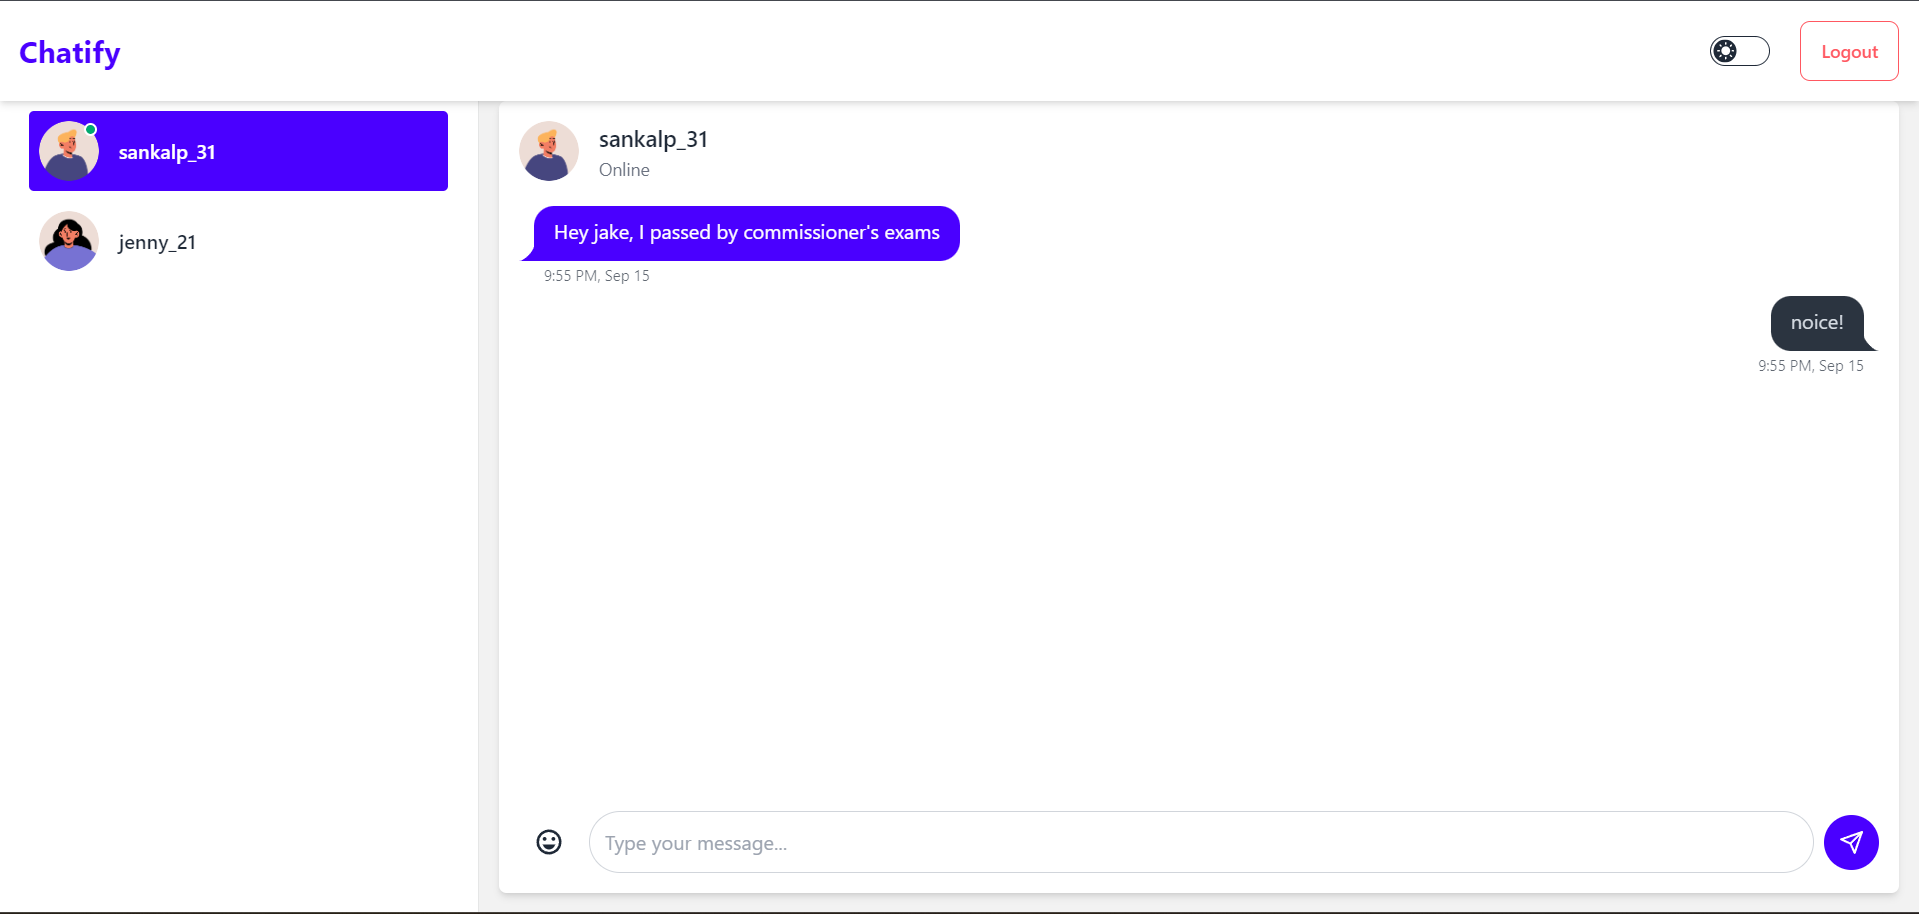 Chatify
Logout
sankalp_31
jenny_21
sankalp_31
Online
Hey jake, I passed by commissioner's exams
9:55 PM, Sep 15
noice!
9:55 PM, Sep 15
Type your message...